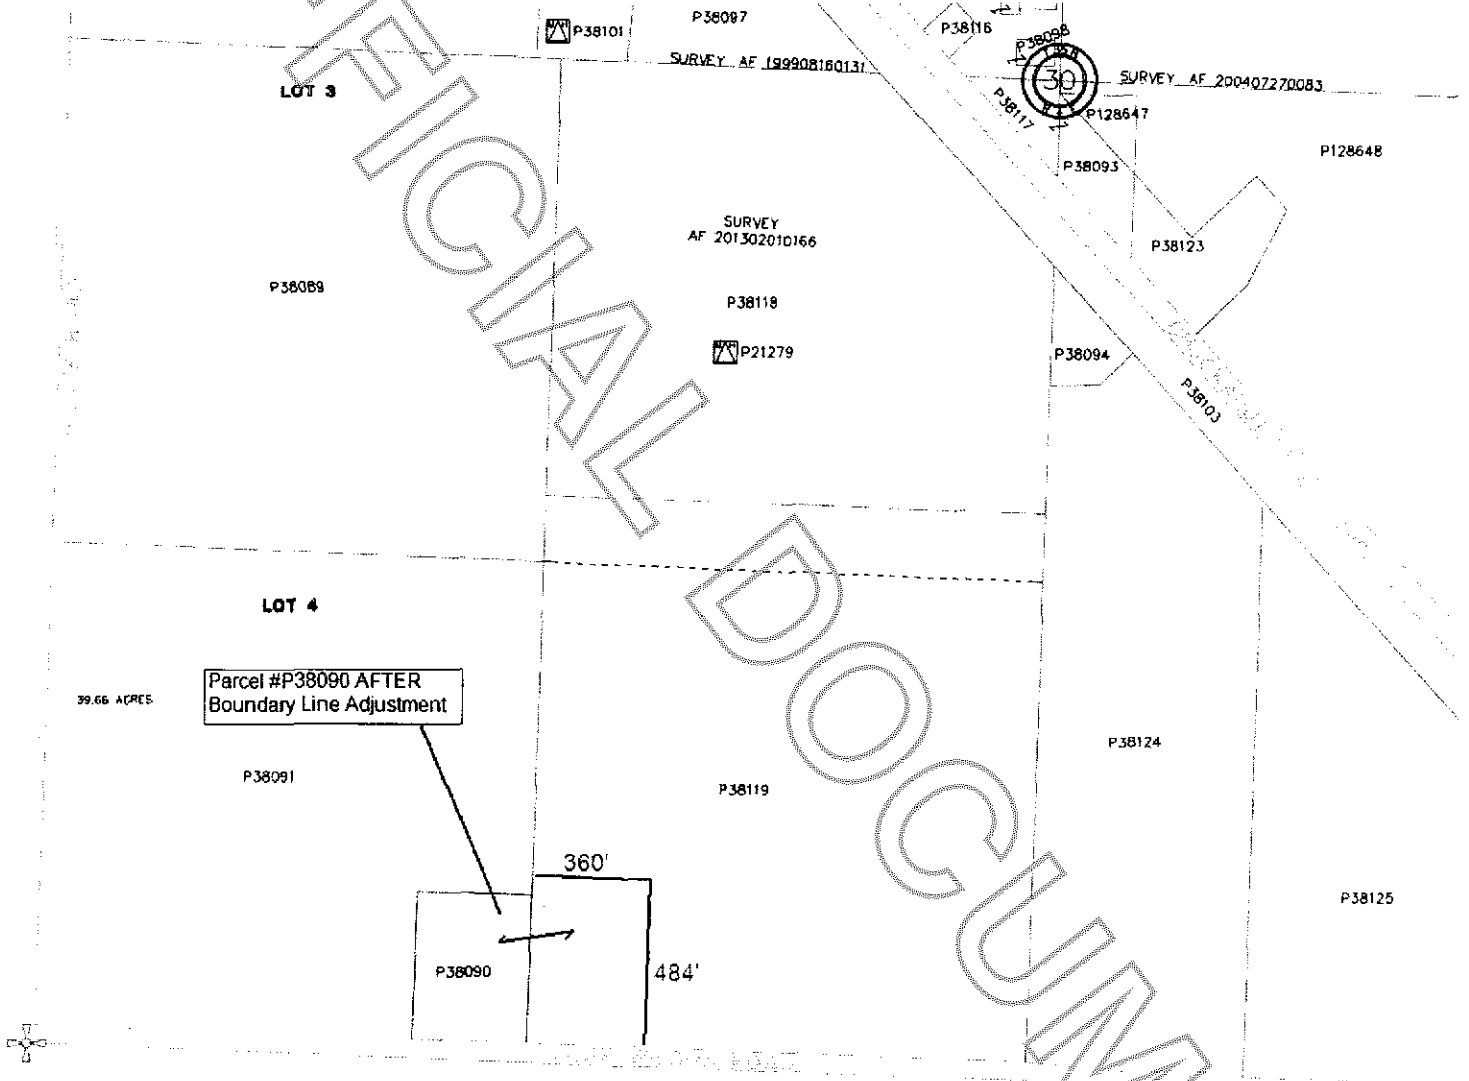 P38101
P38097
P38116
P38098
SURVEY AF 199908160131
30
SURVEY AF 200407270083
LOT 3
P38117
P128647
P128648
P38093
SURVEY
AF 201302010166
P38123
P38089
P38118
P21279
P38094
P38103
LOT 4
Parcel #P38090 AFTER
Boundary Line Adjustment
39.66 ACRES
P38124
P38091
P38119
360'
P38125
P38090
484'
FICIAL DOCUM